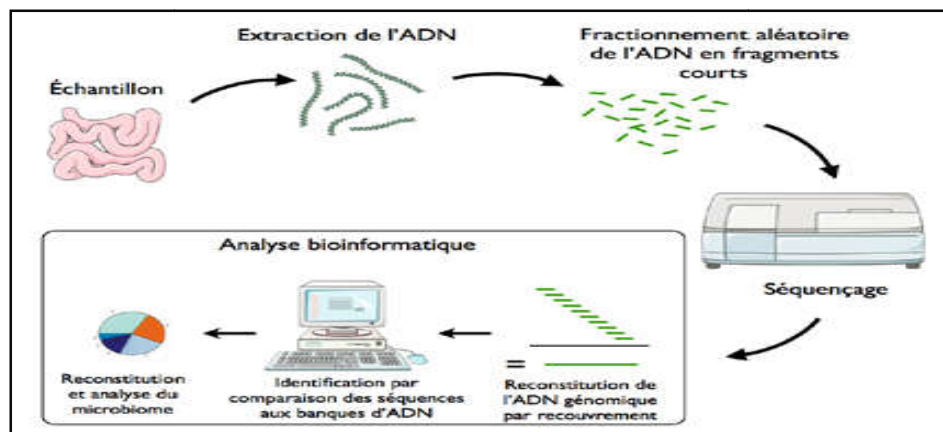 Échantillon
Extraction de l'ADN
Fractionnement aléatoire
de l'ADN en fragments
courts
Séquençage
Analyse bioinformatique
=
Reconstitution de
l'ADN génomique
par recouvrement
Identification par
comparaison des séquences
aux banques d'ADN
Reconstitution
et analyse du
microbiome